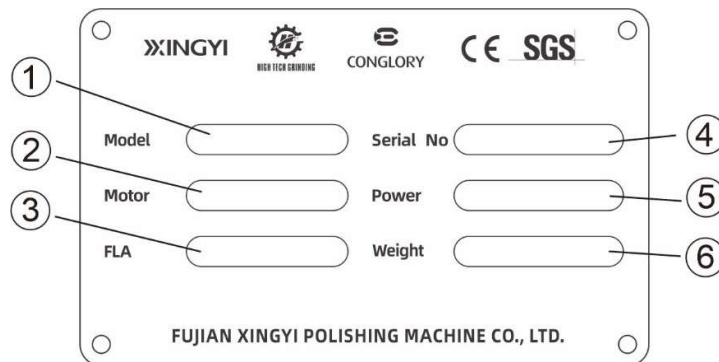 XINGYI HIGH TECH GRINDING CONGLORY CE SGS
① Model Serial No ④
② Motor Power ⑤
③ FLA Weight ⑥
FUJIAN XINGYI POLISHING MACHINE CO., LTD.